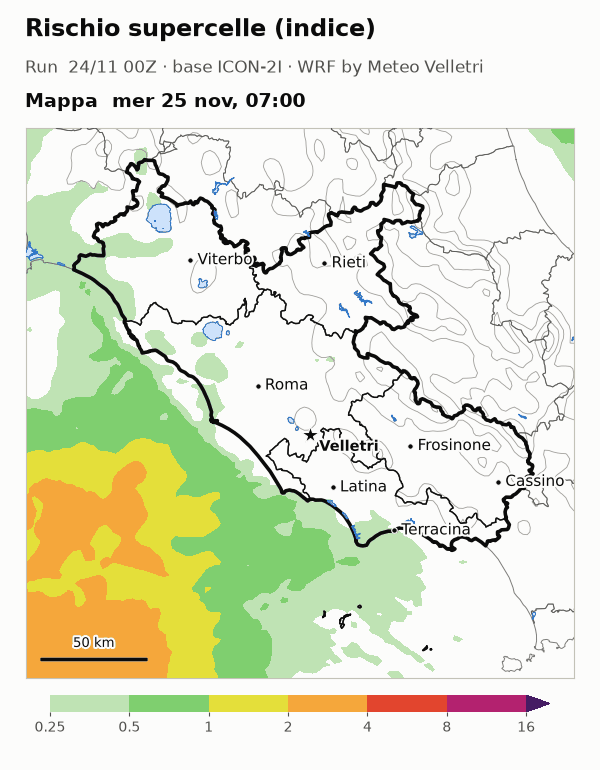 Rischio supercelle (indice)
Run  24/11 00Z · base ICON-2I · WRF by Meteo Velletri
Mappa  mer 25 nov, 07:00
Viterbo
Rieti
Roma
Velletri
Frosinone
Cassino
Latina
Terracina
50 km
0.25 0.5 1 2 4 8 16